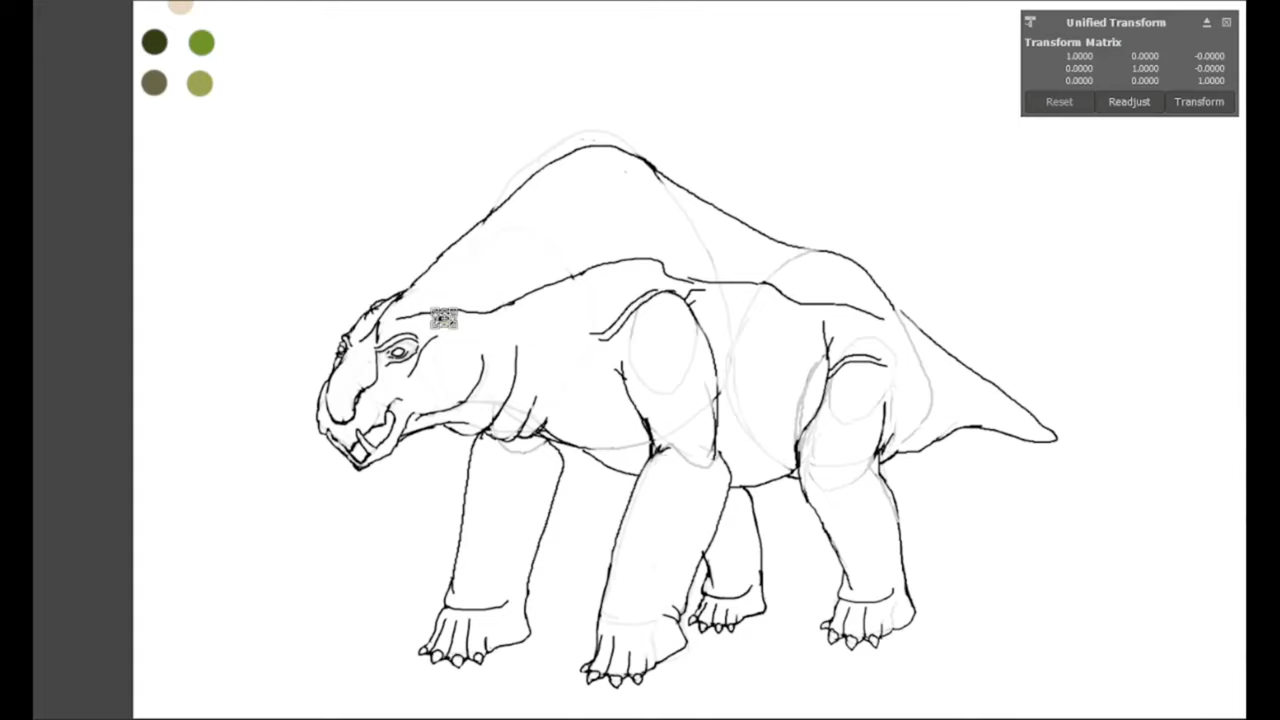 Unified Transform
Transform Matrix
1.0000 0.0000 -0.0000
0.0000 1.0000 -0.0000
0.0000 0.0000 1.0000
Reset Readjust Transform